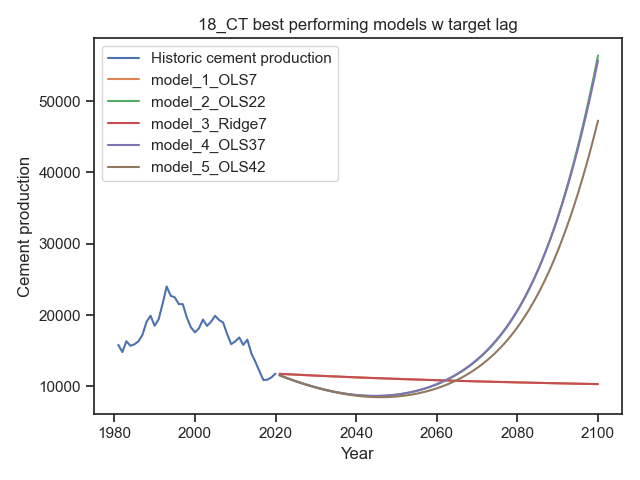 18_CT best performing models w target lag
Historic cement production
model_1_OLS7
model_2_OLS22
model_3_Ridge7
model_4_OLS37
model_5_OLS42
Cement production
50000
40000
30000
20000
10000
1980
2000
2020
2040
2060
2080
2100
Year